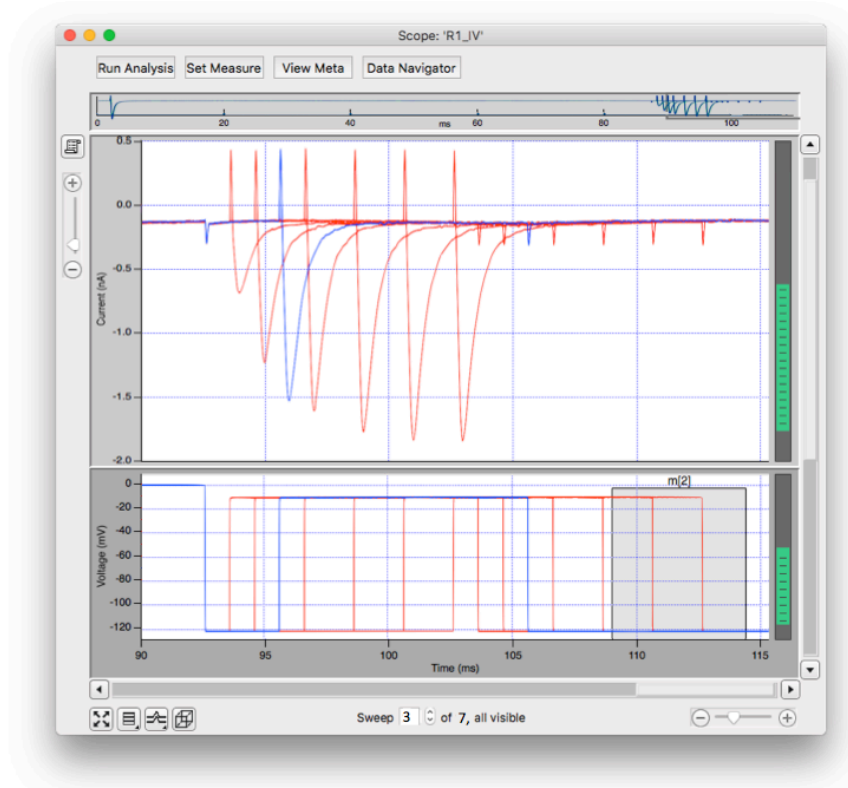 Scope: 'R1_IV'
Run Analysis Set Measure View Meta Data Navigator
0 20 40 ms 60 80 100
0.5
0.0
-0.5
-1.0
-1.5
-2.0
Current (nA)
m[2]
0
-20
-40
-60
-80
-100
-120
Voltage (mV)
90 95 100 105 110 115
Time (ms)
Sweep 3 of 7, all visible